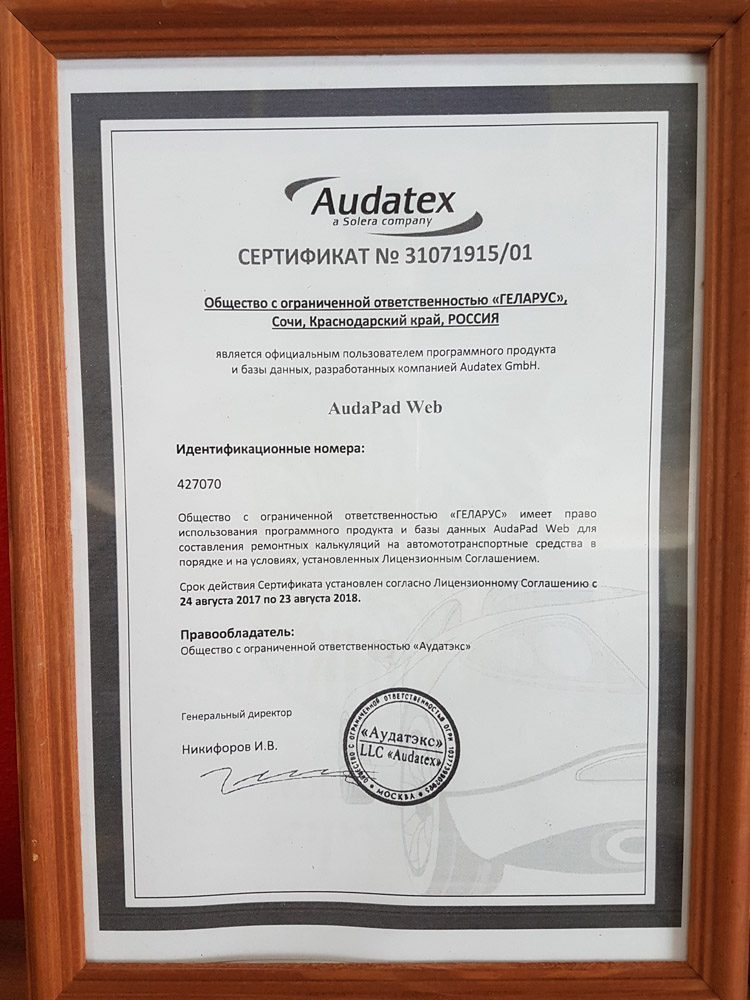 Audatex
a Solera company
СЕРТИФИКАТ № 31071915/01
Общество с ограниченной ответственностью «ГЕЛАРУС»,
Сочи, Краснодарский край, РОССИЯ
является официальным пользователем программного продукта
и базы данных, разработанных компанией Audatex GmbH.
AudaPad Web
Идентификационные номера:
427070
Общество с ограниченной ответственностью «ГЕЛАРУС» имеет право
использования программного продукта и базы данных AudaPad Web для
составления ремонтных калькуляций на автомототранспортные средства в
порядке и на условиях, установленных Лицензионным Соглашением.
Срок действия Сертификата установлен согласно Лицензионному Соглашению с
24 августа 2017 по 23 августа 2018.
Правообладатель:
Общество с ограниченной ответственностью «Аудатэкс»
Генеральный директор
Никифоров И.В.
ОБЩЕСТВО С ОГРАНИЧЕННОЙ ОТВЕТСТВЕННОСТЬЮ ОГРН
«Аудатэкс»
LLC «Audatex»
* МОСКВА *